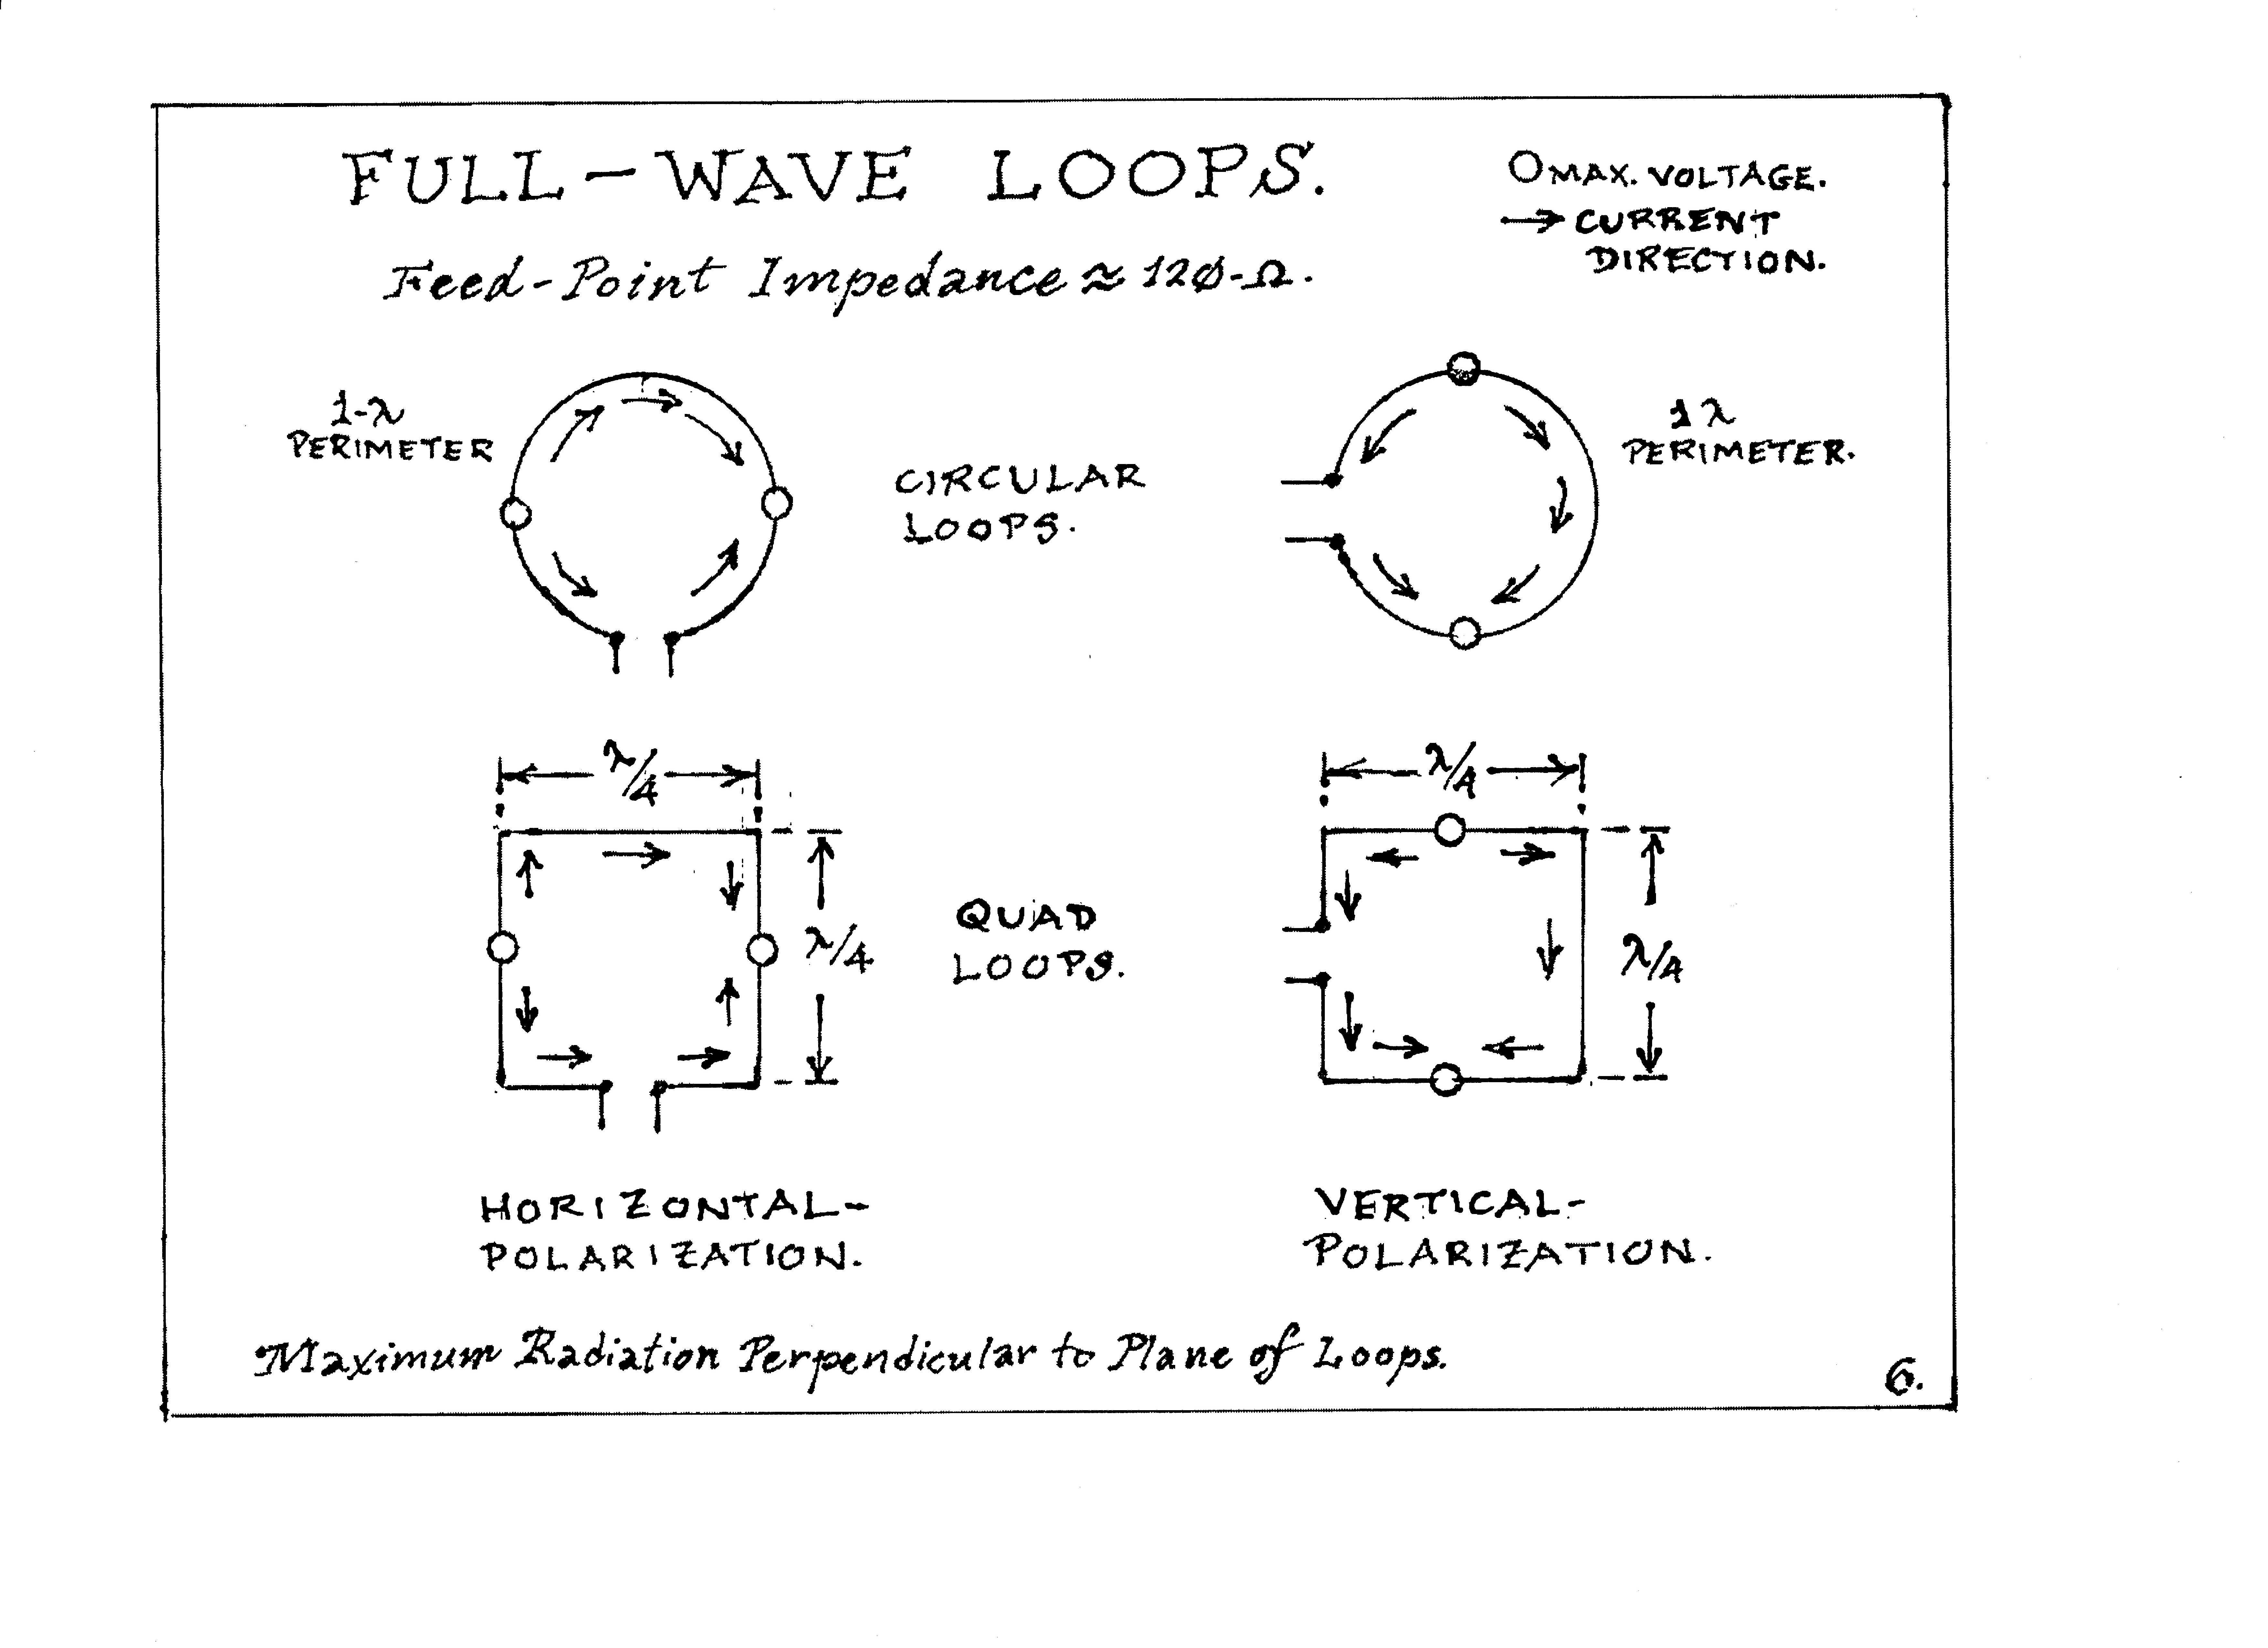 FULL-WAVE LOOPS.
Feed-Point Impedance ≈ 12Ø-Ω.
O MAX. VOLTAGE.
→ CURRENT
DIRECTION.
1-λ
PERIMETER
CIRCULAR
LOOPS.
1λ
PERIMETER.
λ/4
λ/4
QUAD
LOOPS.
λ/4
λ/4
HORIZONTAL-
POLARIZATION.
VERTICAL-
POLARIZATION.
Maximum Radiation Perpendicular to Plane of Loops.
6.